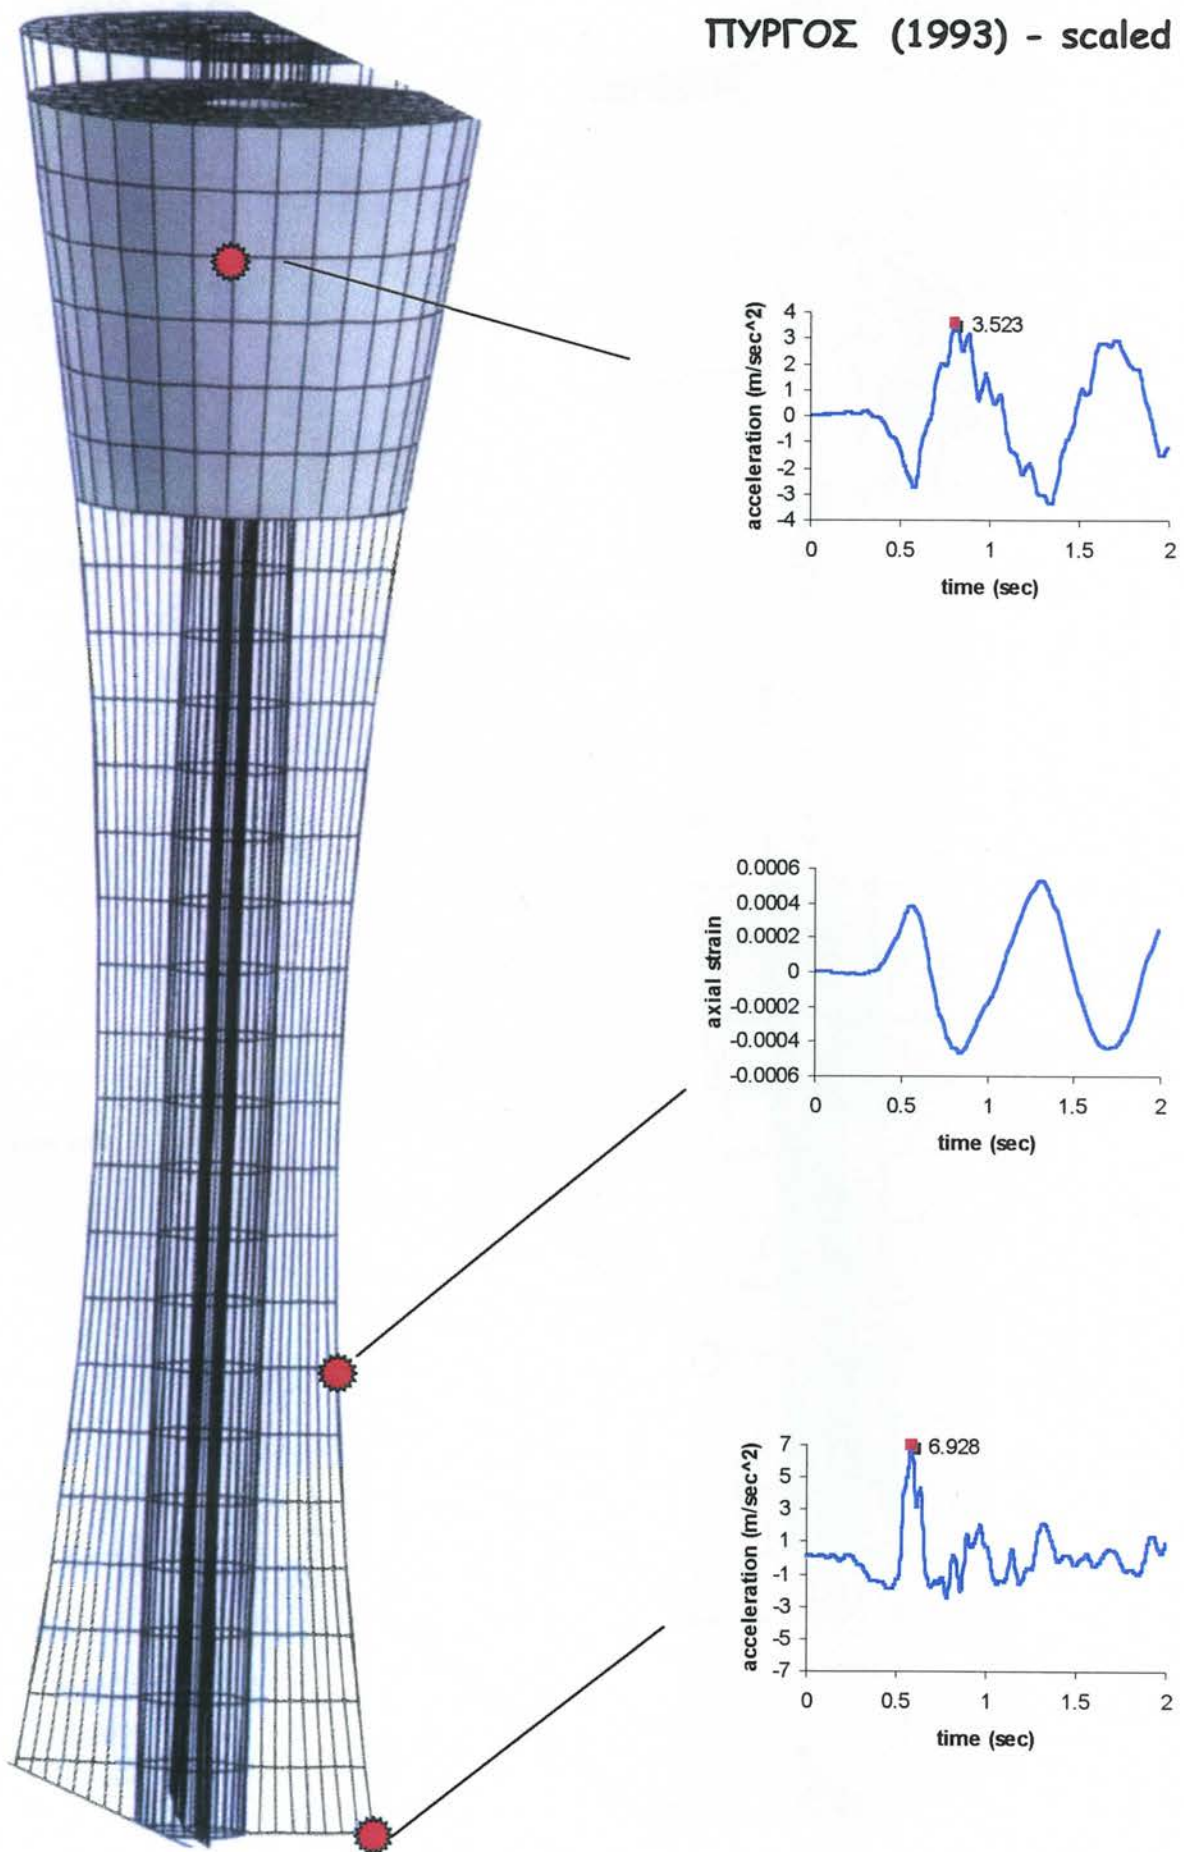 ΠΥΡΓΟΣ (1993) - scaled
acceleration (m/sec^2)
4
3
2
1
0
-1
-2
-3
-4
3.523
0 0.5 1 1.5 2
time (sec)
axial strain
0.0006
0.0004
0.0002
0
-0.0002
-0.0004
-0.0006
0 0.5 1 1.5 2
time (sec)
acceleration (m/sec^2)
7
5
3
1
-1
-3
-5
-7
6.928
0 0.5 1 1.5 2
time (sec)